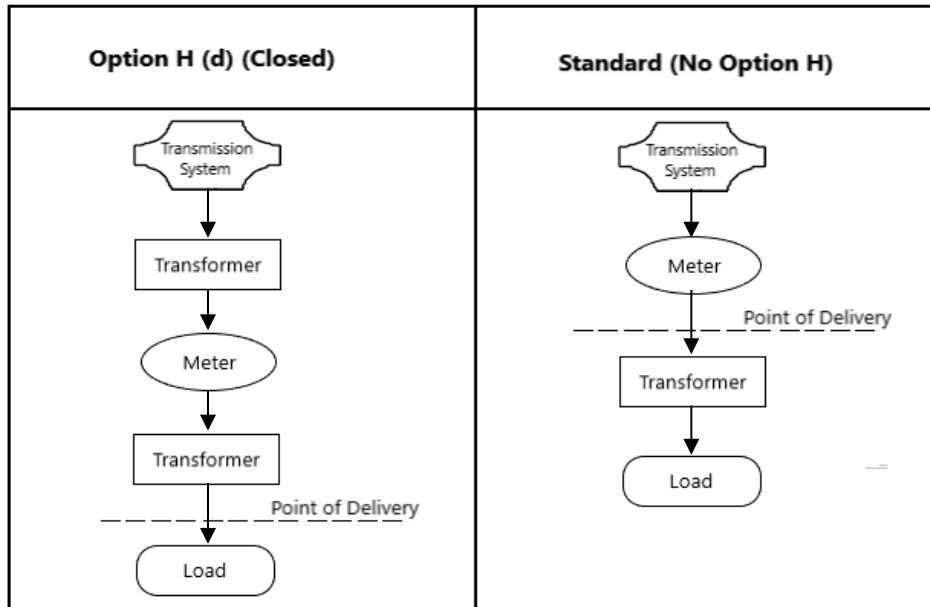 Option H (d) (Closed)
Transmission
System
Transformer
Meter
Transformer
Point of Delivery
Load
Standard (No Option H)
Transmission
System
Meter
Point of Delivery
Transformer
Load